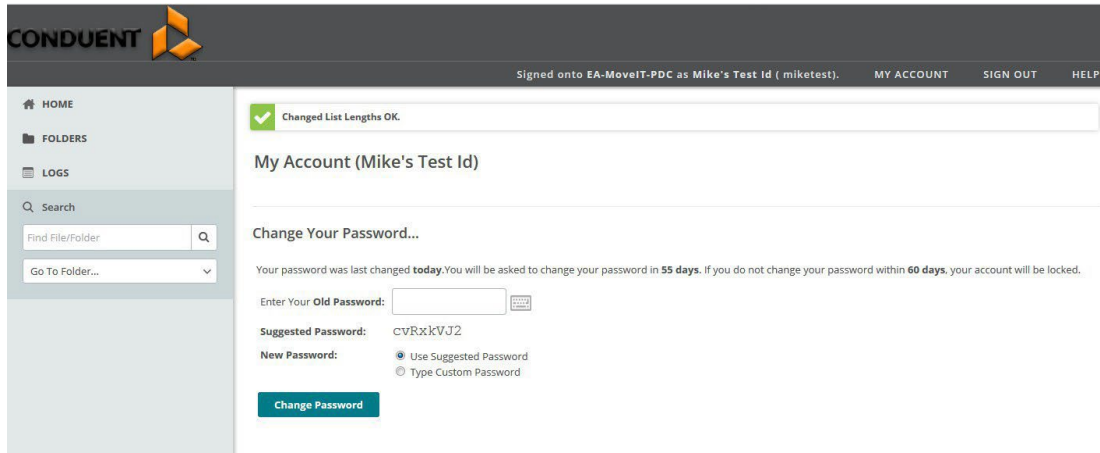 CONDUENT
Signed onto EA-MoveIT-PDC as Mike's Test Id ( miketest). MY ACCOUNT SIGN OUT HELP
HOME
FOLDERS
LOGS
Search
Find File/Folder
Go To Folder...
Changed List Lengths OK.
My Account (Mike's Test Id)
Change Your Password...
Your password was last changed today.You will be asked to change your password in 55 days. If you do not change your password within 60 days, your account will be locked.
Enter Your Old Password:
Suggested Password: cvRxkVJ2
New Password: Use Suggested Password
Type Custom Password
Change Password